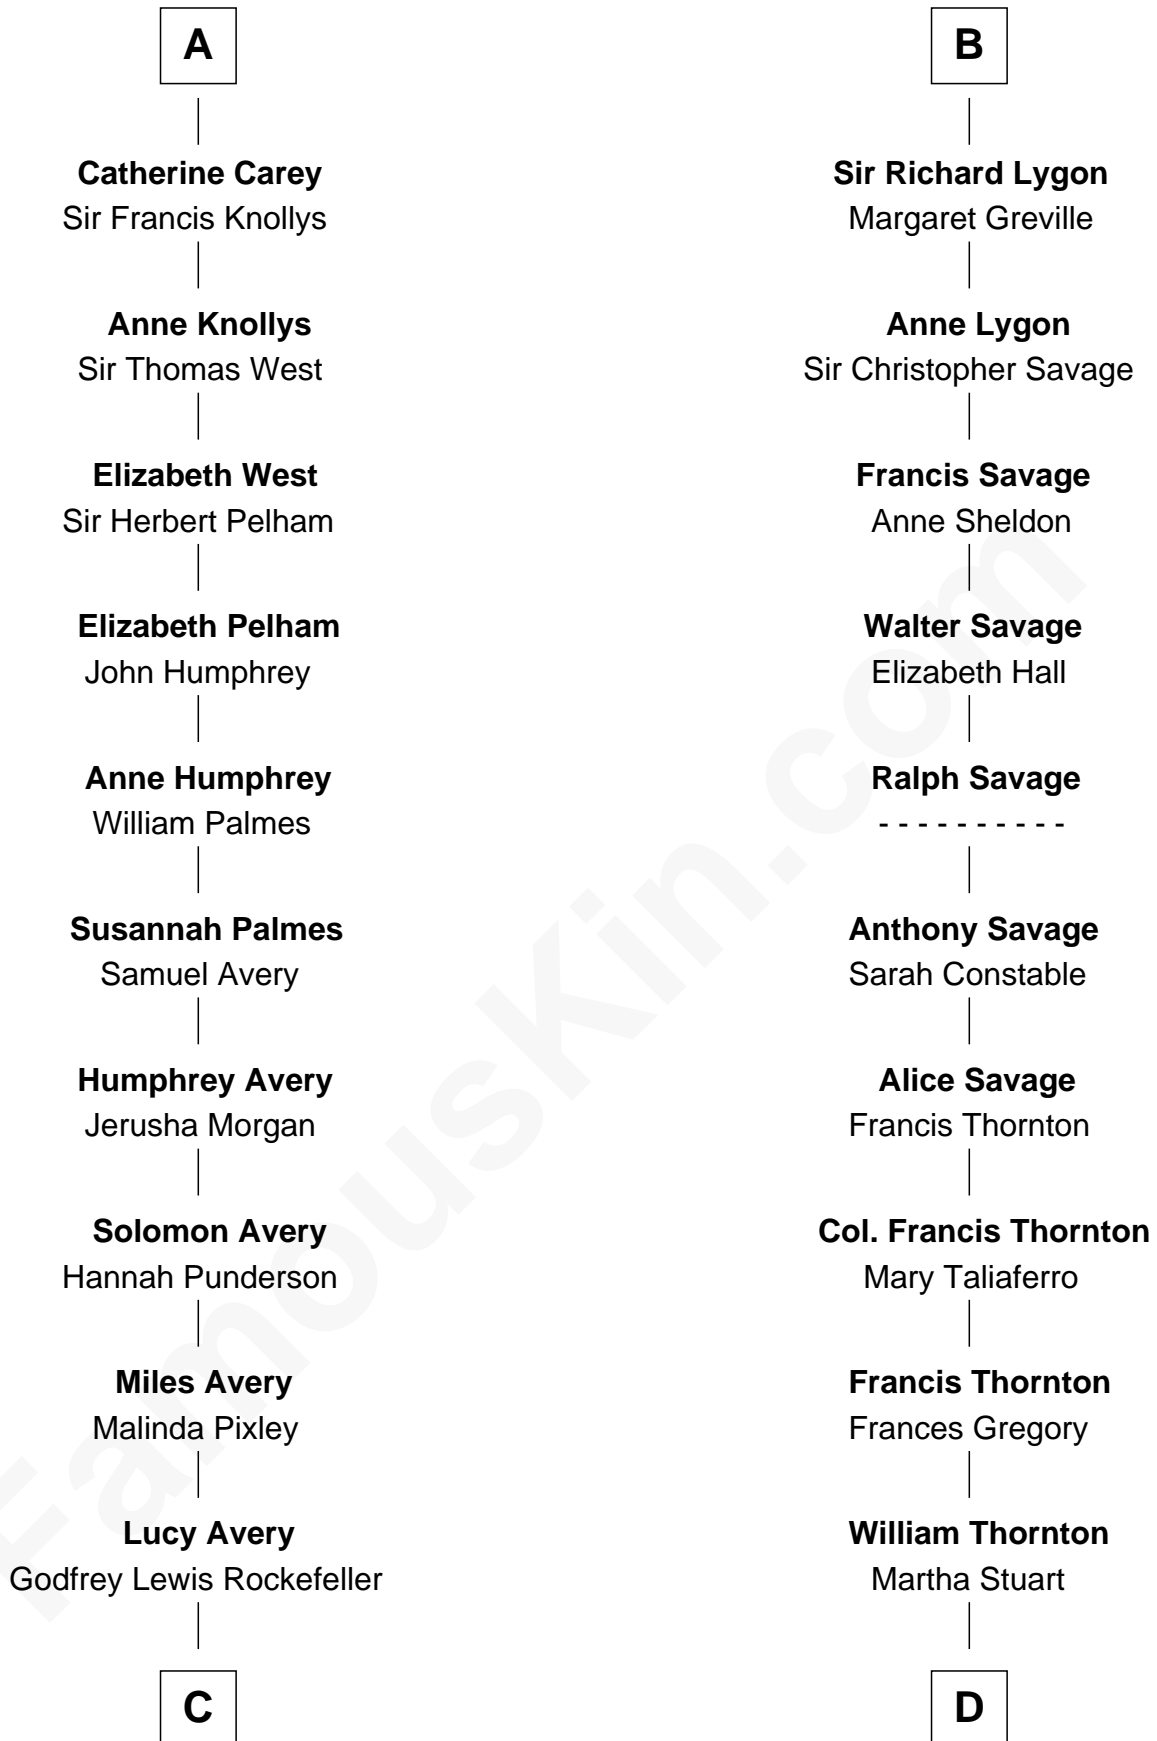 A
Catherine Carey
Sir Francis Knollys
Anne Knollys
Sir Thomas West
Elizabeth West
Sir Herbert Pelham
Elizabeth Pelham
John Humphrey
Anne Humphrey
William Palmes
Susannah Palmes
Samuel Avery
Humphrey Avery
Jerusha Morgan
Solomon Avery
Hannah Punderson
Miles Avery
Malinda Pixley
Lucy Avery
Godfrey Lewis Rockefeller
C
B
Sir Richard Lygon
Margaret Greville
Anne Lygon
Sir Christopher Savage
Francis Savage
Anne Sheldon
Walter Savage
Elizabeth Hall
Ralph Savage
- - - - - - - - - -
Anthony Savage
Sarah Constable
Alice Savage
Francis Thornton
Col. Francis Thornton
Mary Taliaferro
Francis Thornton
Frances Gregory
William Thornton
Martha Stuart
D
FamousKin.com